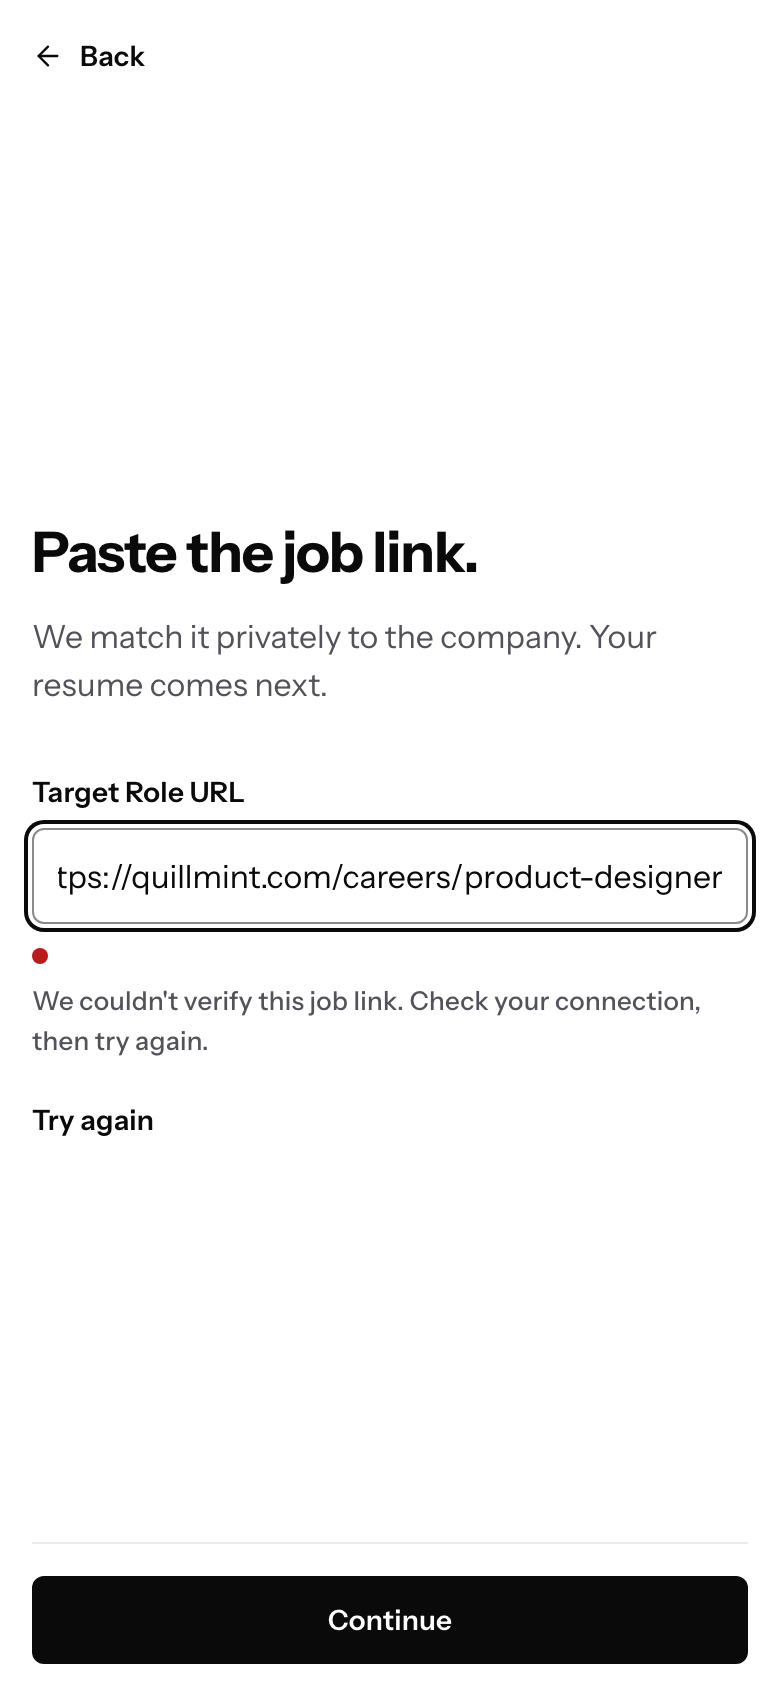 Back
Paste the job link.
We match it privately to the company. Your
resume comes next.
Target Role URL
tps://quillmint.com/careers/product-designer
We couldn't verify this job link. Check your connection,
then try again.
Try again
Continue